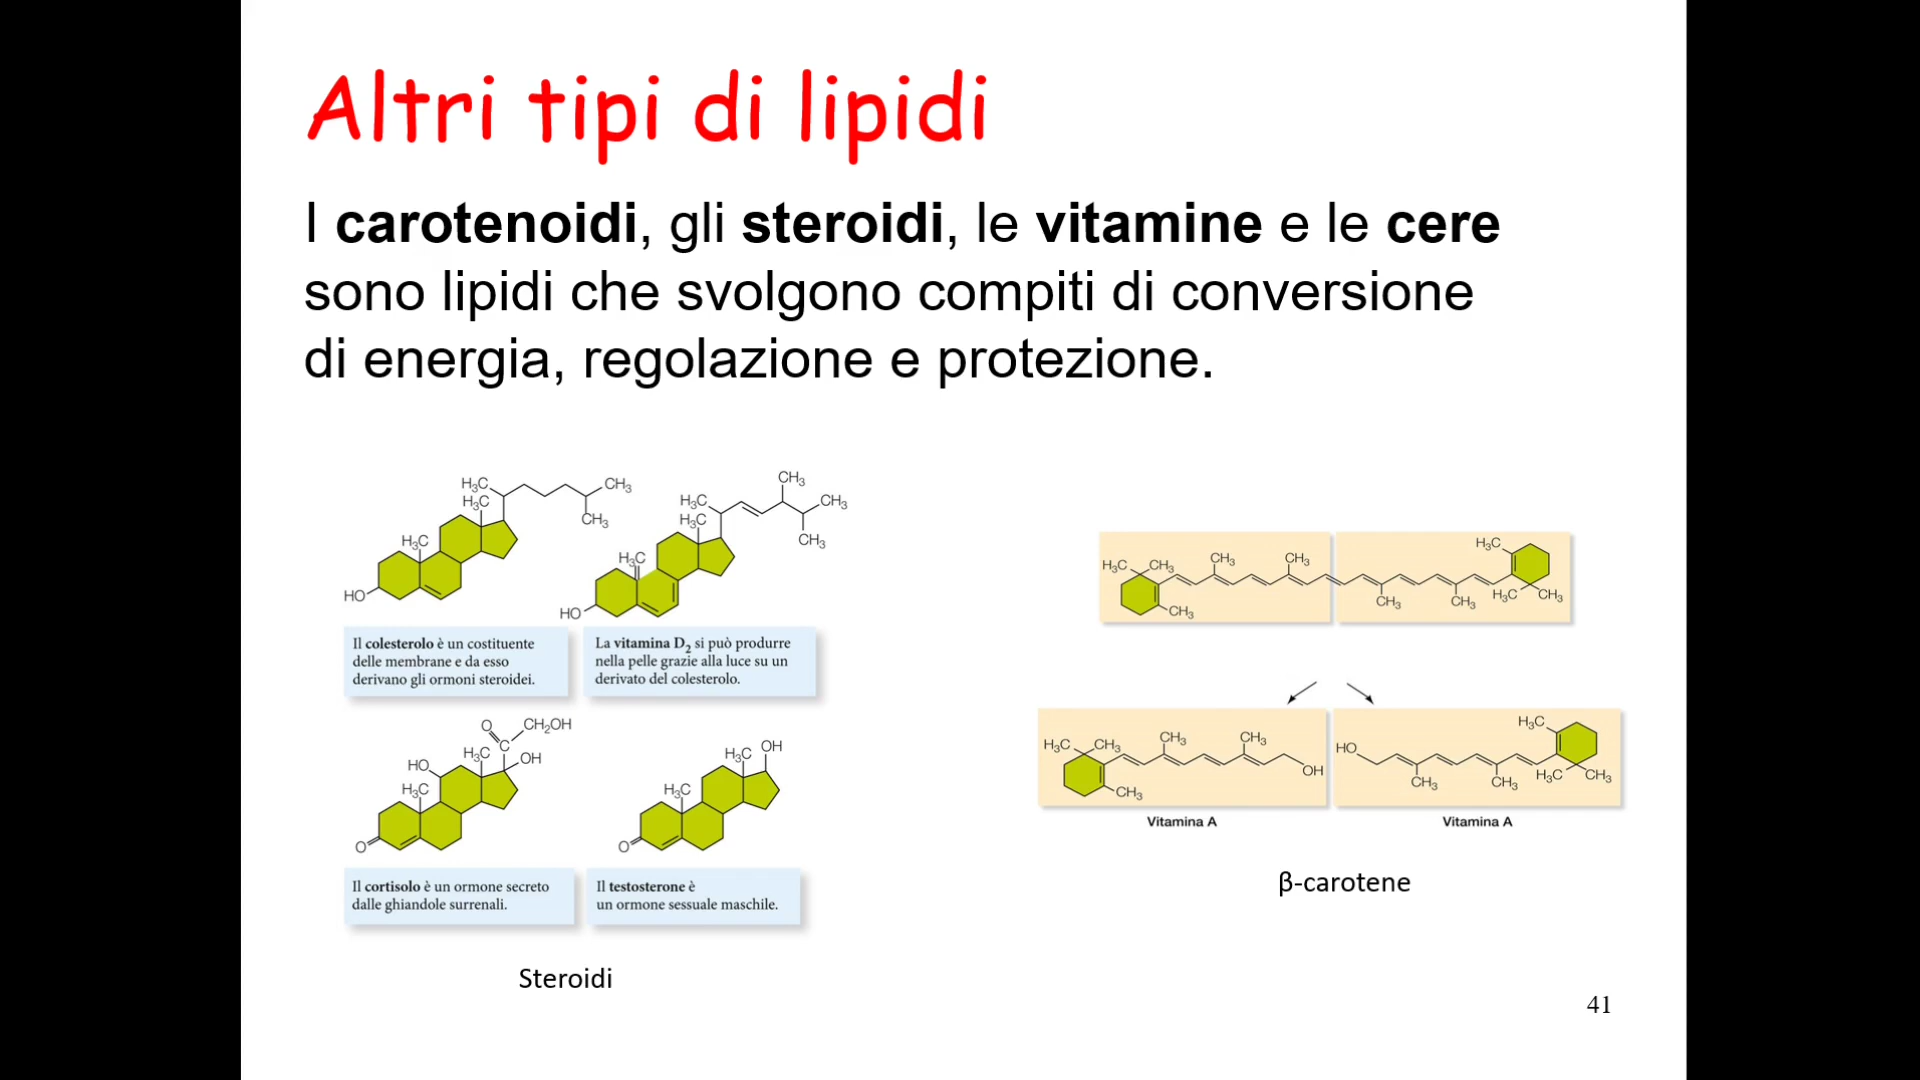 Altri tipi di lipidi
I carotenoidi, gli steroidi, le vitamine e le cere
sono lipidi che svolgono compiti di conversione
di energia, regolazione e protezione.
H₃C
CH₃
H₃C
CH₃
H₃C
HO
Il colesterolo è un costituente
delle membrane e da esso
derivano gli ormoni steroidei.
CH₃
H₃C
CH₃
H₃C
CH₃
H₃C
HO
La vitamina D₂ si può produrre
nella pelle grazie alla luce su un
derivato del colesterolo.
O
CH₂OH
C
H₃C
OH
HO
H₃C
O
Il cortisolo è un ormone secreto
dalle ghiandole surrenali.
OH
H₃C
H₃C
O
Il testosterone è
un ormone sessuale maschile.
Steroidi
H₃C
CH₃
CH₃
CH₃
CH₃
H₃C
CH₃
CH₃
H₃C
CH₃
H₃C
CH₃
CH₃
CH₃
OH
CH₃
Vitamina A
H₃C
HO
CH₃
CH₃
H₃C
CH₃
Vitamina A
β-carotene
41